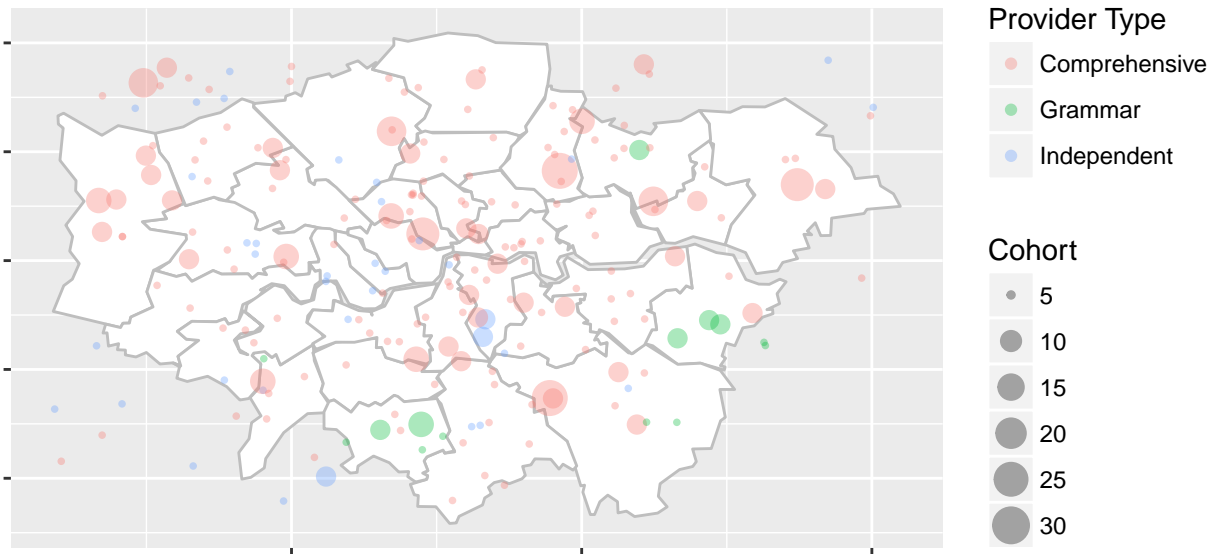 Provider Type
Comprehensive
Grammar
Independent
Cohort
5
10
15
20
25
30